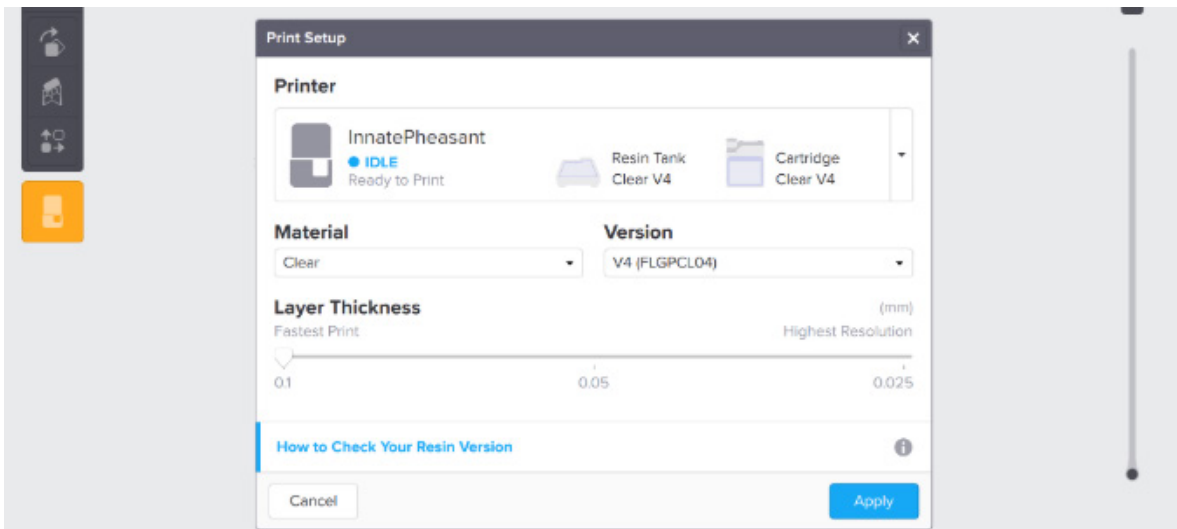 Print Setup
Printer
InnatePheasant
IDLE
Ready to Print
Resin Tank
Clear V4
Cartridge
Clear V4
Material
Version
Clear
V4 (FLGPCL04)
Layer Thickness
(mm)
Fastest Print
Highest Resolution
0.1
0.05
0.025
How to Check Your Resin Version
Cancel
Apply